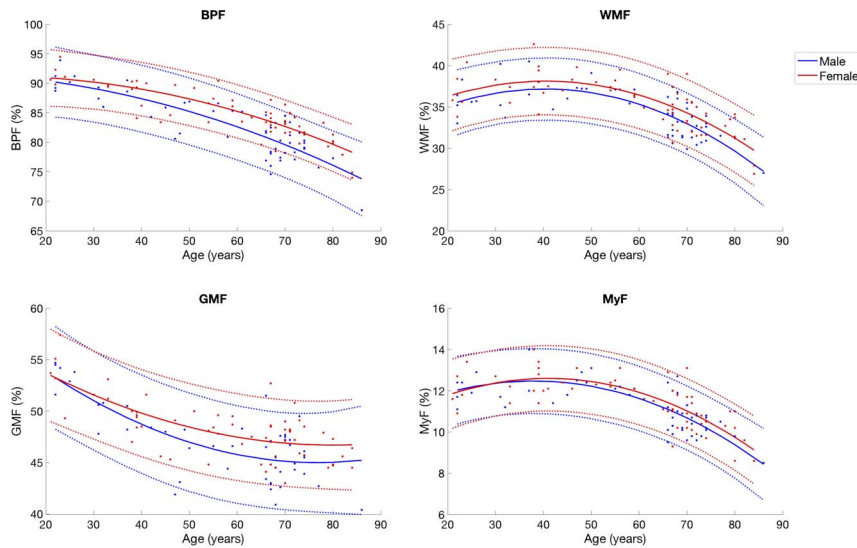 BPF
100
95
90
85
80
75
70
65
BPF (%)
20 30 40 50 60 70 80 90
Age (years)
WMF
45
40
35
30
25
20
WMF (%)
20 30 40 50 60 70 80 90
Age (years)
Male
Female
GMF
60
55
50
45
40
GMF (%)
20 30 40 50 60 70 80 90
Age (years)
MyF
16
14
12
10
8
6
MyF (%)
20 30 40 50 60 70 80 90
Age (years)